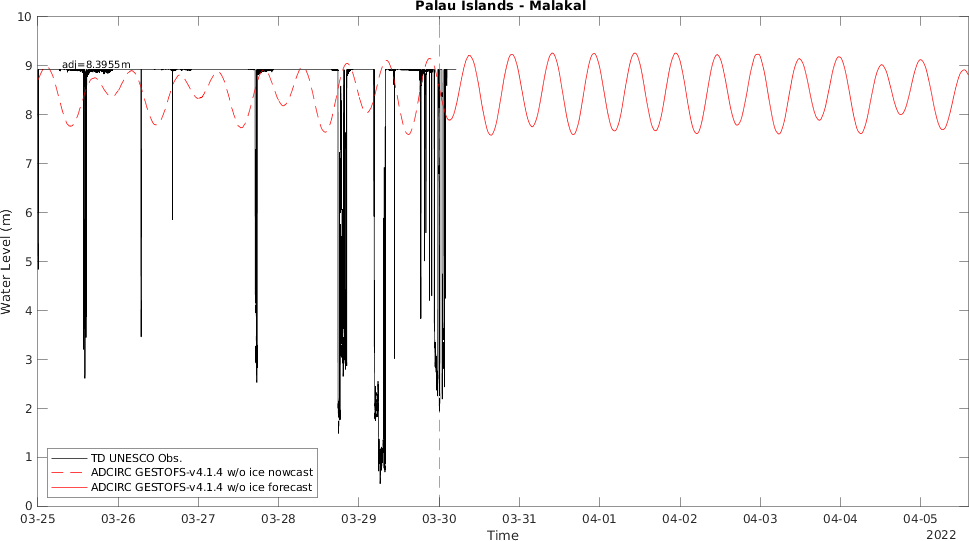 Palau Islands - Malakal
adj=8.3955m
Water Level (m)
10
9
8
7
6
5
4
3
2
1
0
TD UNESCO Obs.
ADCIRC GESTOFS-v4.1.4 w/o ice nowcast
ADCIRC GESTOFS-v4.1.4 w/o ice forecast
03-25 03-26 03-27 03-28 03-29 03-30 03-31 04-01 04-02 04-03 04-04 04-05
Time
2022